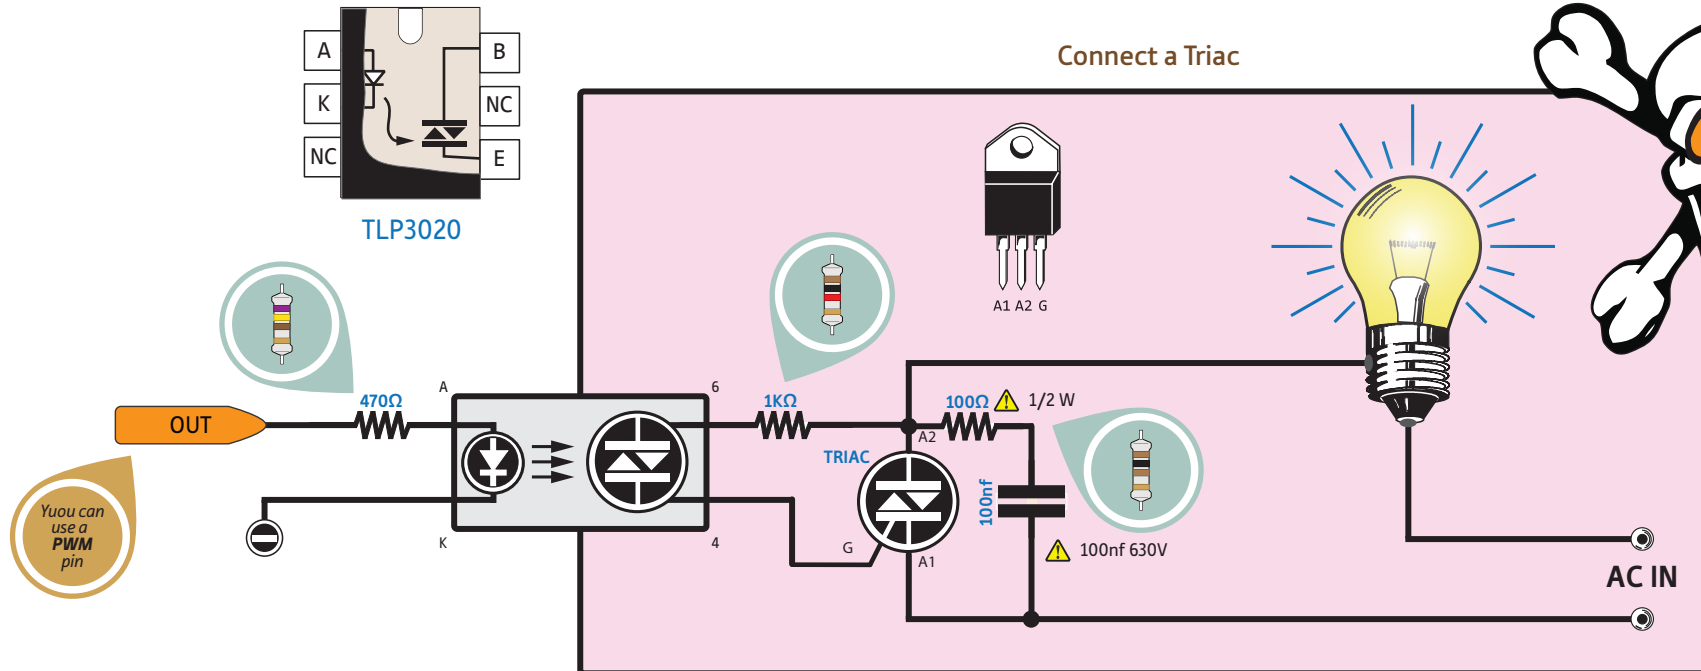 Connect a Triac
A
B
K
NC
NC
E
TLP3020
A1 A2 G
OUT
470Ω
A
6
1KΩ
100Ω
1/2 W
A2
TRIAC
100nf
Yuou can
use a
PWM
pin
K
4
G
A1
100nf 630V
AC IN